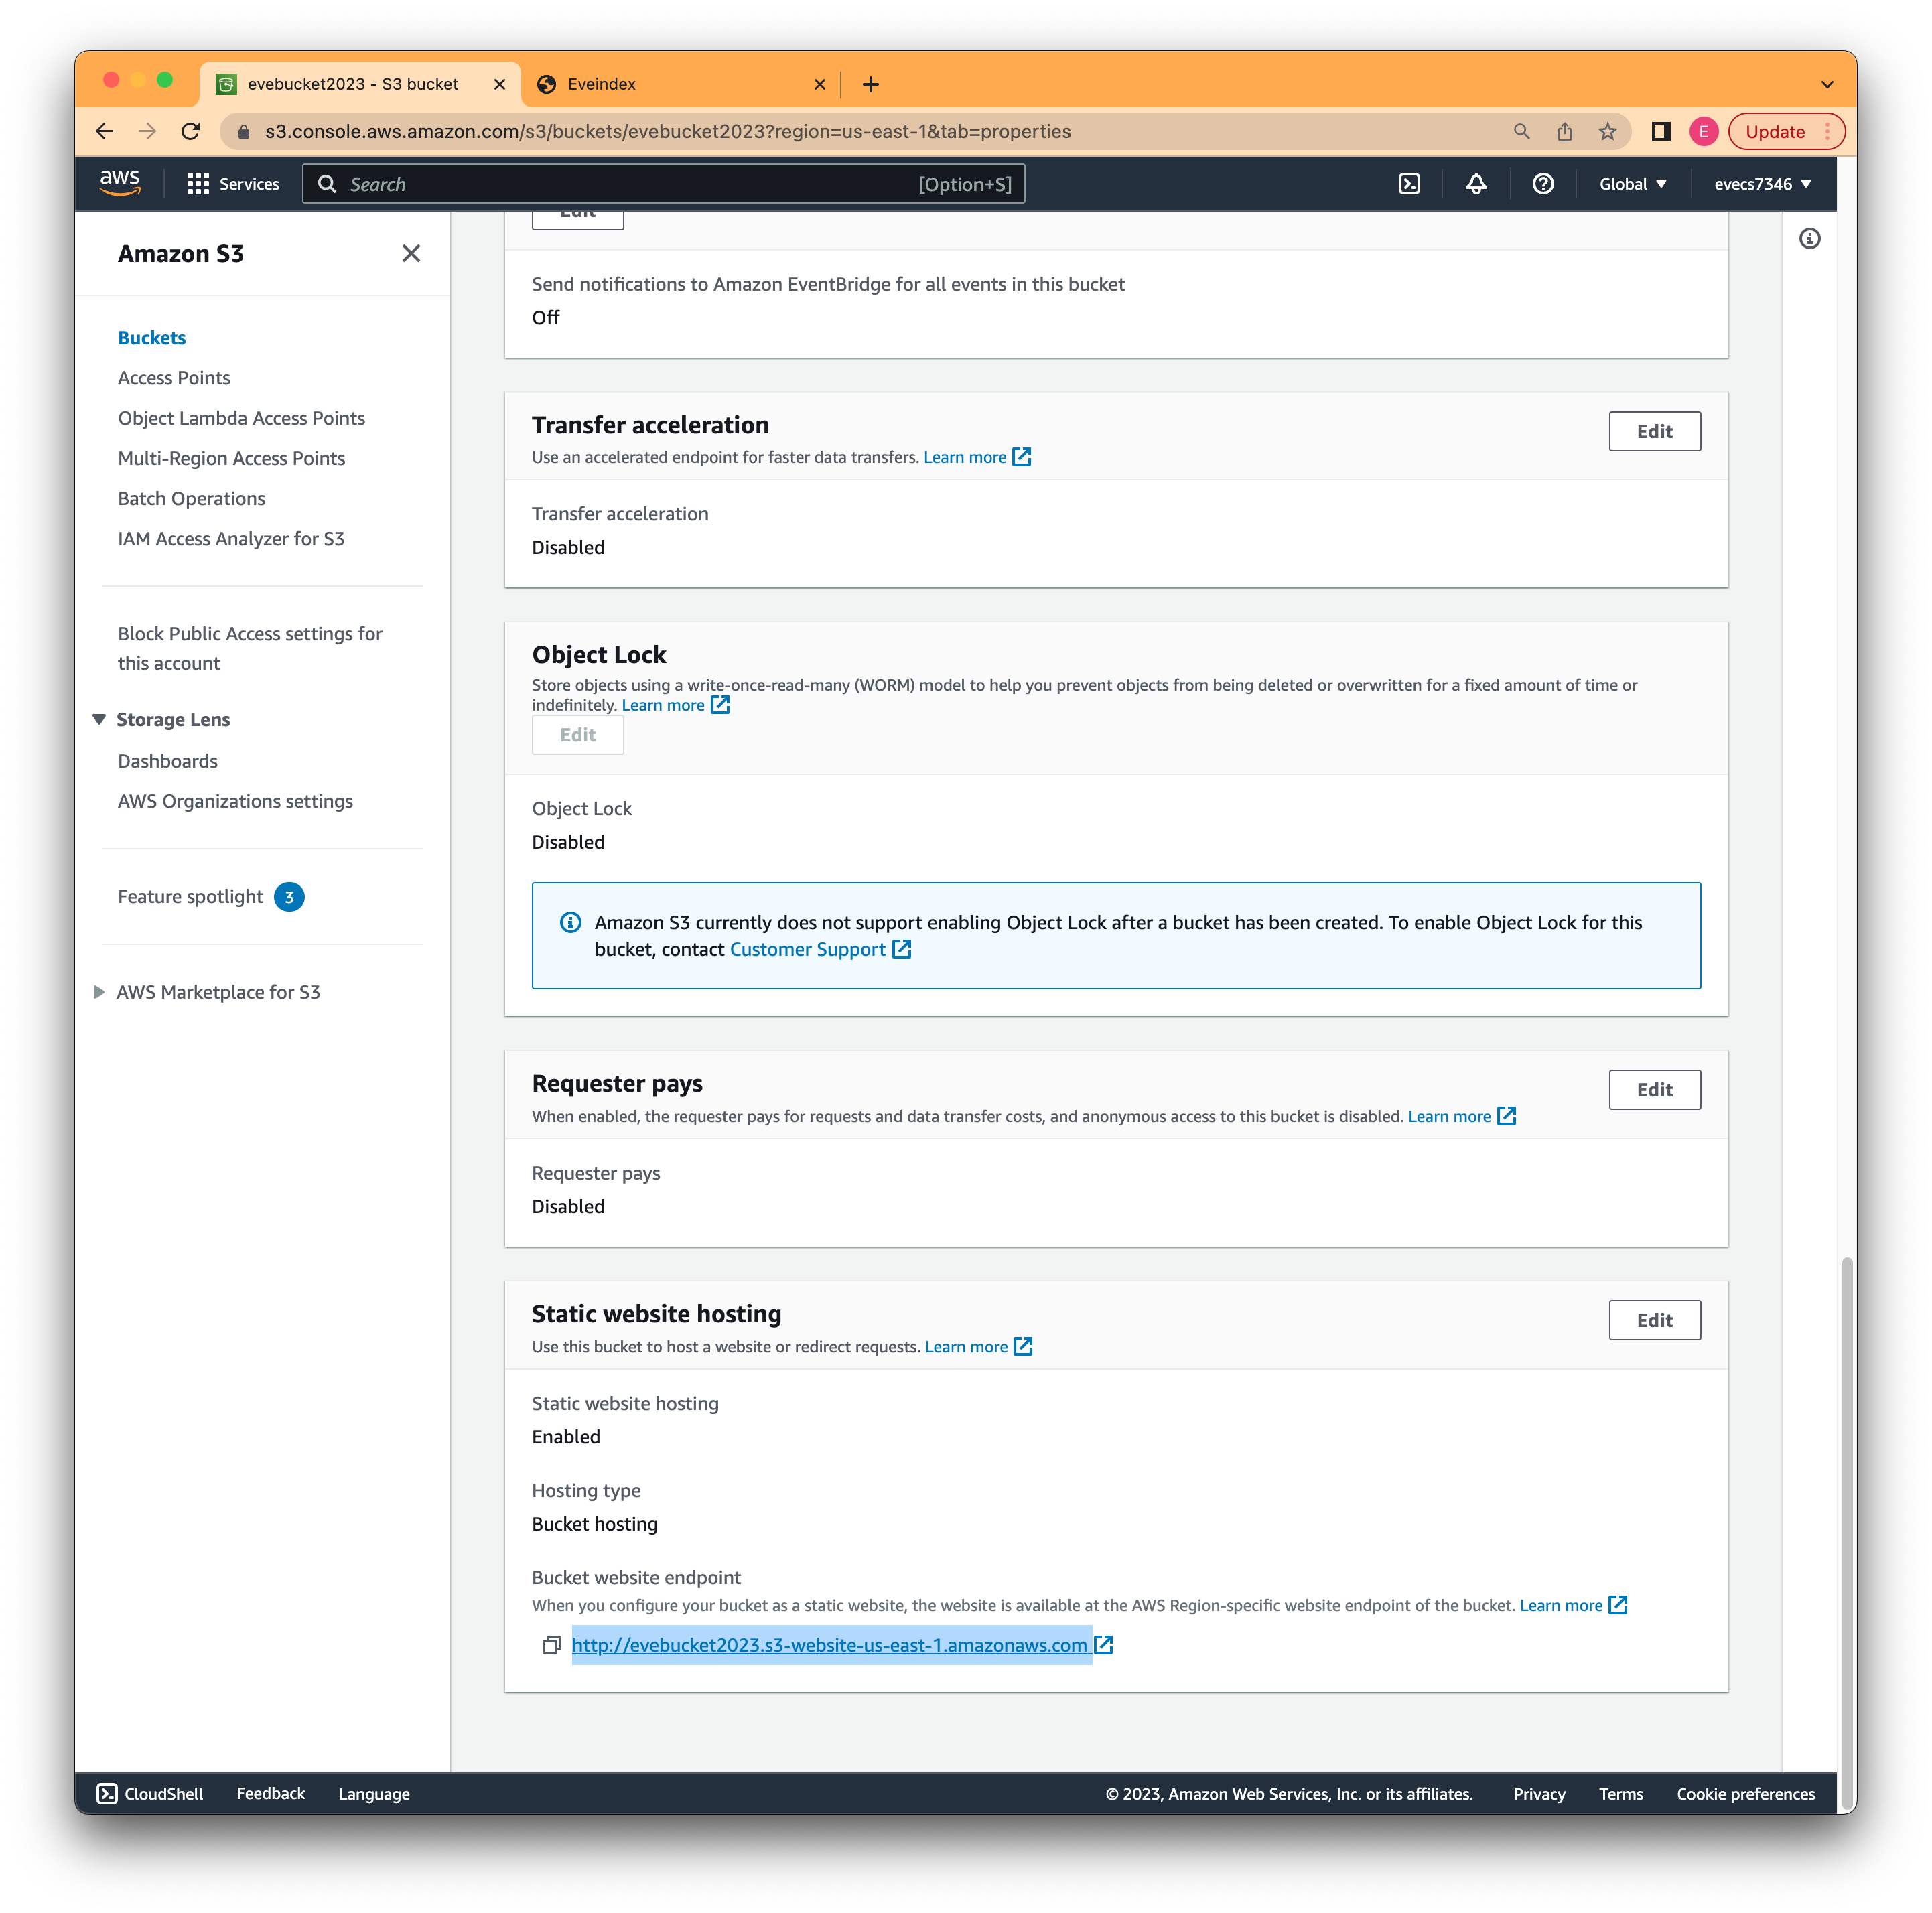 evebucket2023 - S3 bucket
Eveindex
s3.console.aws.amazon.com/s3/buckets/evebucket2023?region=us-east-1&tab=properties
E
Update
aws
Services
Search
[Option+S]
Global
evecs7346
Amazon S3
Buckets
Access Points
Object Lambda Access Points
Multi-Region Access Points
Batch Operations
IAM Access Analyzer for S3
Block Public Access settings for
this account
Storage Lens
Dashboards
AWS Organizations settings
Feature spotlight 3
AWS Marketplace for S3
Edit
Send notifications to Amazon EventBridge for all events in this bucket
Off
Transfer acceleration
Edit
Use an accelerated endpoint for faster data transfers. Learn more
Transfer acceleration
Disabled
Object Lock
Store objects using a write-once-read-many (WORM) model to help you prevent objects from being deleted or overwritten for a fixed amount of time or
indefinitely. Learn more
Edit
Object Lock
Disabled
Amazon S3 currently does not support enabling Object Lock after a bucket has been created. To enable Object Lock for this
bucket, contact Customer Support
Requester pays
Edit
When enabled, the requester pays for requests and data transfer costs, and anonymous access to this bucket is disabled. Learn more
Requester pays
Disabled
Static website hosting
Edit
Use this bucket to host a website or redirect requests. Learn more
Static website hosting
Enabled
Hosting type
Bucket hosting
Bucket website endpoint
When you configure your bucket as a static website, the website is available at the AWS Region-specific website endpoint of the bucket. Learn more
http://evebucket2023.s3-website-us-east-1.amazonaws.com
CloudShell
Feedback
Language
© 2023, Amazon Web Services, Inc. or its affiliates.
Privacy
Terms
Cookie preferences